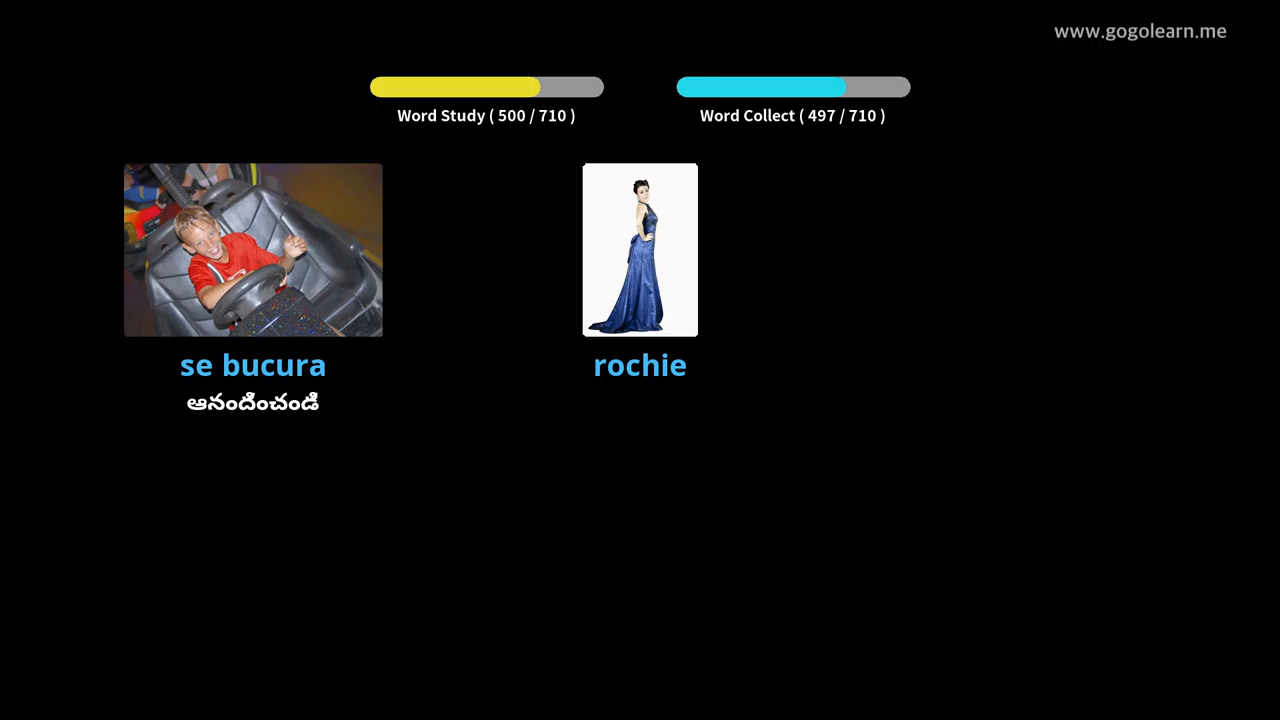 www.gogolearn.me
Word Study ( 500 / 710 )
Word Collect ( 497 / 710 )
se bucura
ఆనందించండి
rochie